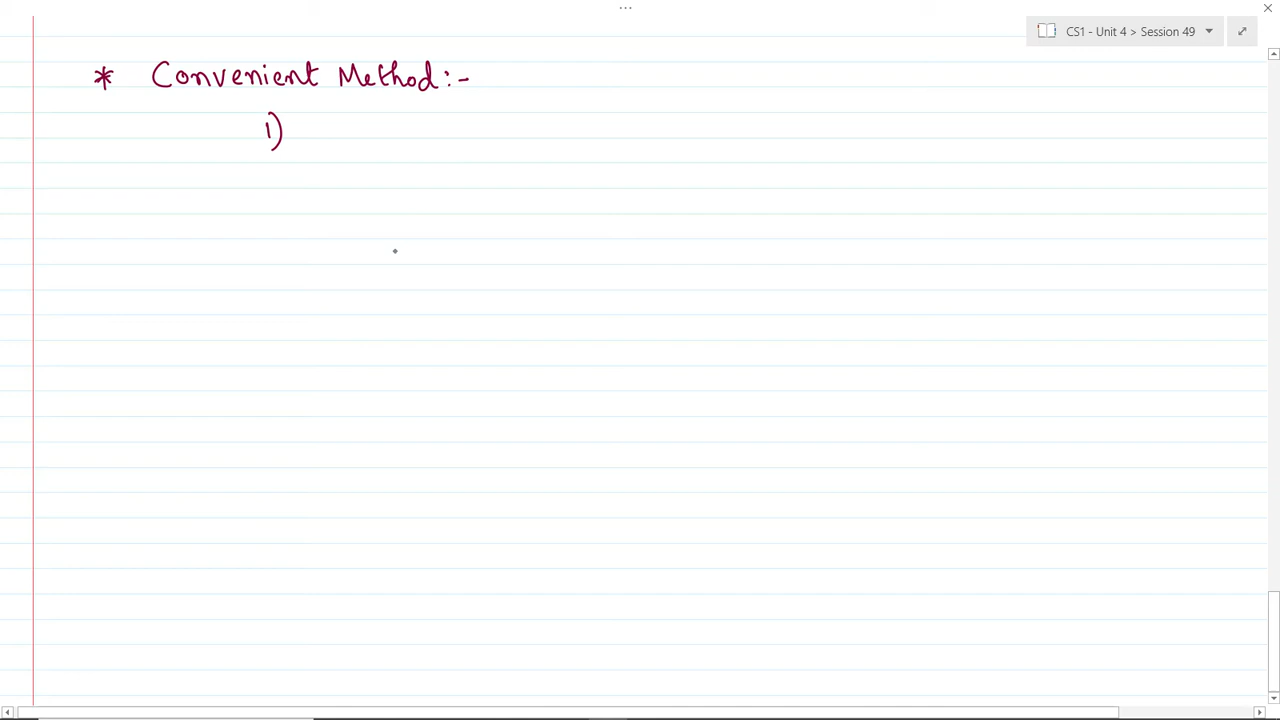 ...
CS1 - Unit 4 > Session 49
* Convenient Method:-
1)